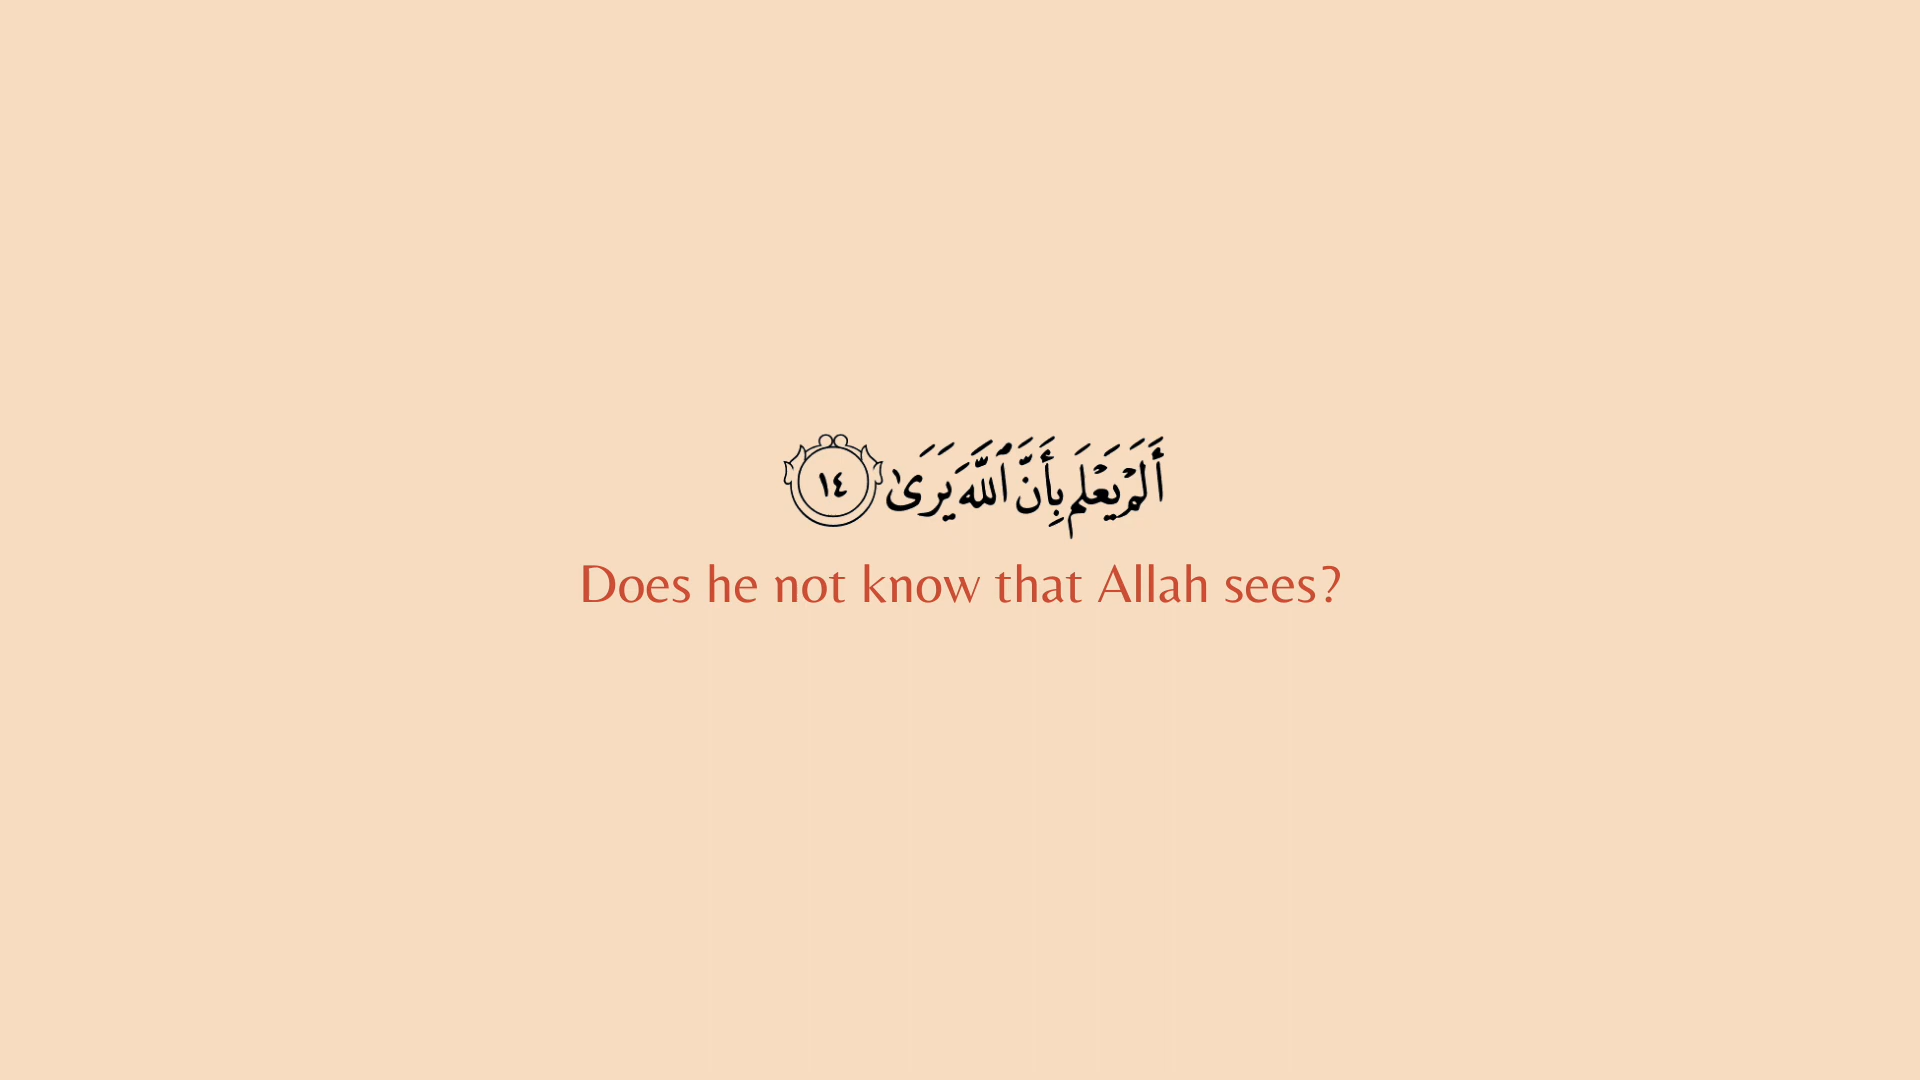 أَلَمْ يَعْلَم بِأَنَّ ٱللَّهَ يَرَىٰ ١٤
Does he not know that Allah sees?